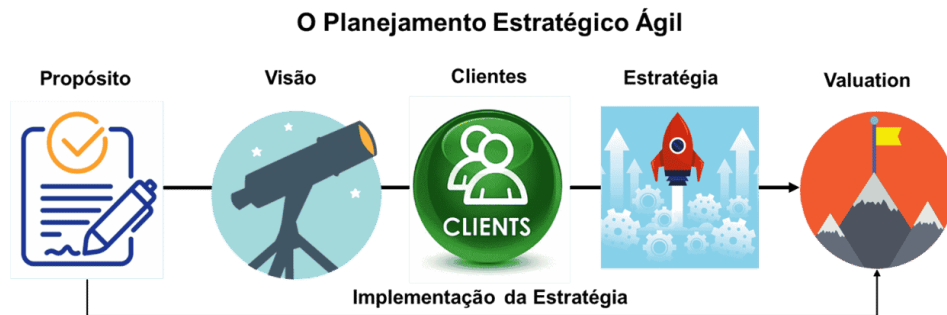 O Planejamento Estratégico Ágil
Propósito
Visão
Clientes
Estratégia
Valuation
CLIENTS
Implementação da Estratégia